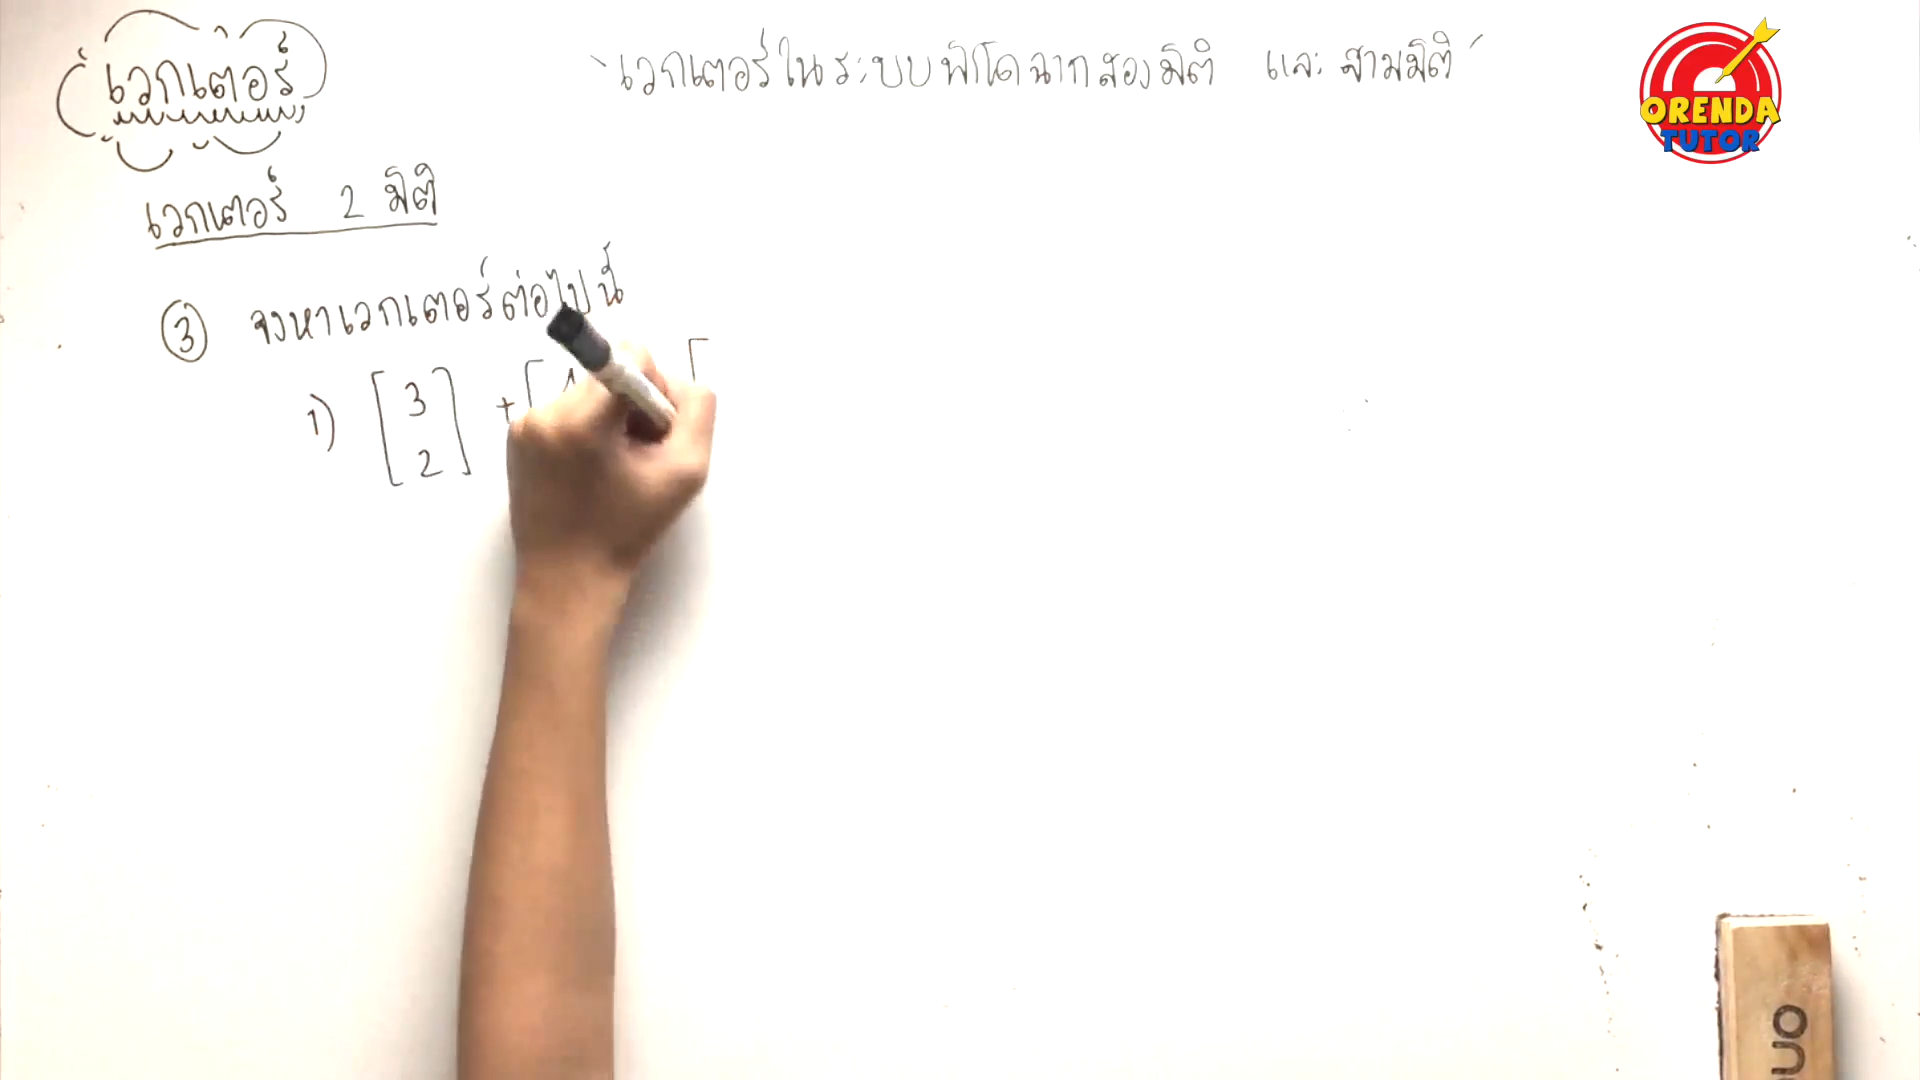 เวกเตอร์
`เวกเตอร์ในระบบพิกัดฉากสองมิติ และ สามมิติ´
ORENDA
TUTOR
เวกเตอร์ 2 มิติ
③ จงหาเวกเตอร์ต่อไปนี้
1) [3 2] + [